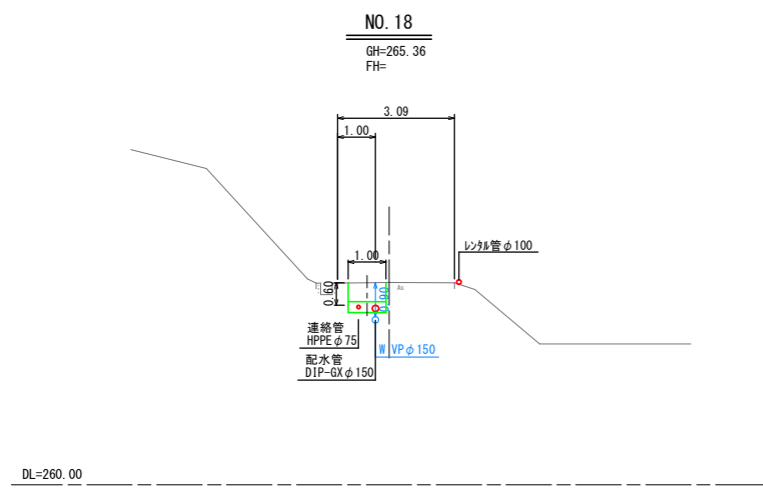 NO. 18
GH=265.36
FH=
3.09
1.00
1.00
レンタル管φ100
0.60
0.90
As
連絡管
HPPEφ75
W VPφ150
配水管
DIP-GXφ150
DL=260.00